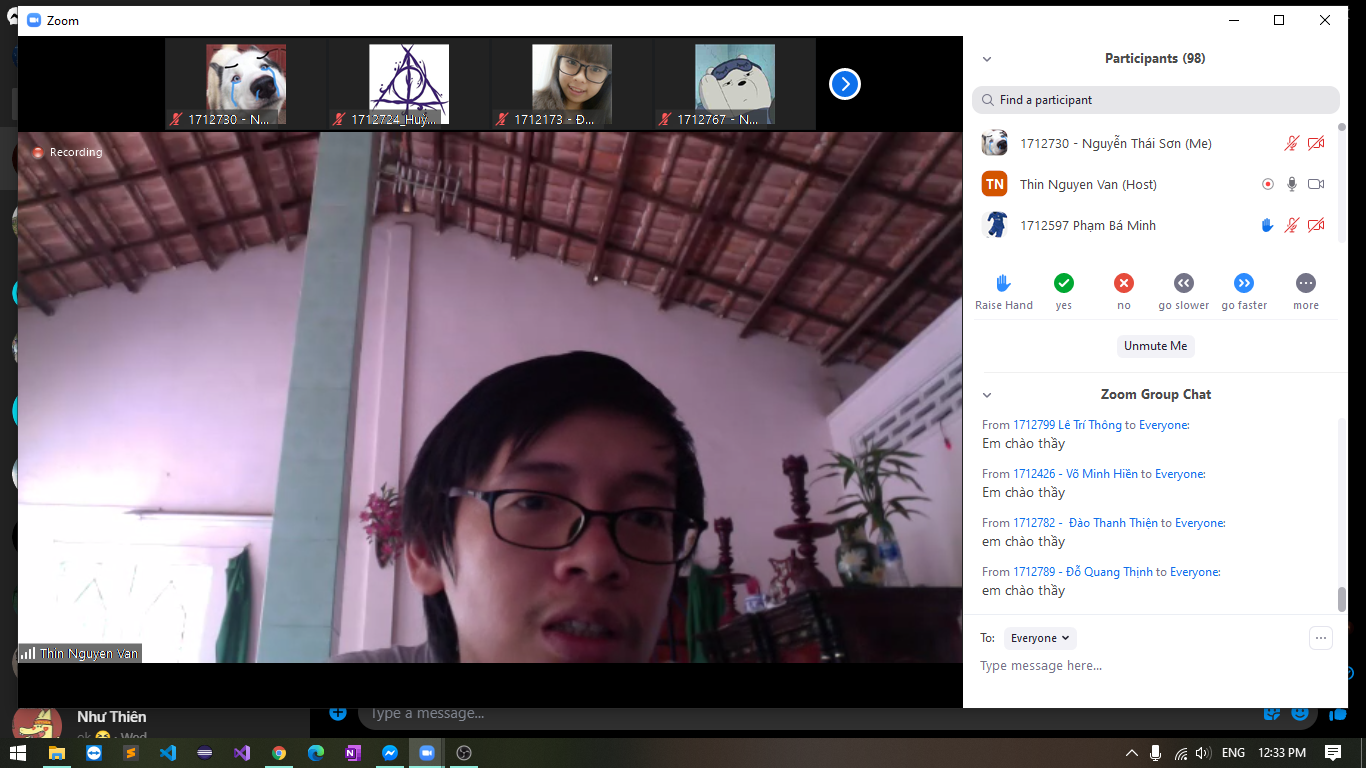 Zoom
1712730 - N...
1712724_Huỳ...
1712173 - Đ...
1712767 - N...
Recording
Thin Nguyen Van
Participants (98)
Find a participant
1712730 - Nguyễn Thái Sơn (Me)
TN
Thin Nguyen Van (Host)
1712597 Phạm Bá Minh
Raise Hand
yes
no
go slower
go faster
more
Unmute Me
Zoom Group Chat
From 1712799 Lê Trí Thông to Everyone:
Em chào thầy
From 1712426 - Võ Minh Hiền to Everyone:
Em chào thầy
From 1712782 - Đào Thanh Thiện to Everyone:
em chào thầy
From 1712789 - Đỗ Quang Thịnh to Everyone:
em chào thầy
To: Everyone
Type message here...
Như Thiên
ok 😄 · Wed
Type a message...
ENG
12:33 PM